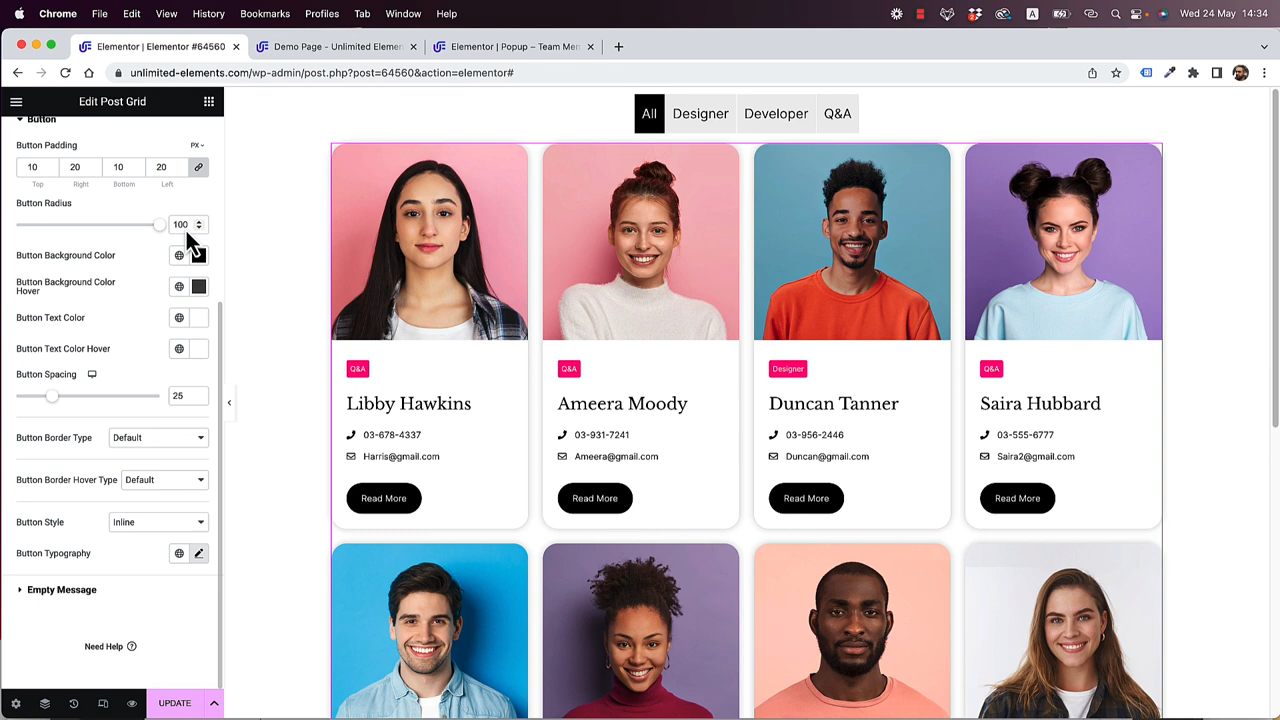 Chrome File Edit View History Bookmarks Profiles Tab Window Help A Wed 24 May 14:34
Elementor | Elementor #64560 Demo Page - Unlimited Elemen Elementor | Popup – Team Mem
unlimited-elements.com/wp-admin/post.php?post=64560&action=elementor#
Edit Post Grid
Button
Button Padding PX
10 20 10 20
Top Right Bottom Left
Button Radius
100
Button Background Color
Button Background Color
Hover
Button Text Color
Button Text Color Hover
Button Spacing
25
Button Border Type Default
Button Border Hover Type Default
Button Style Inline
Button Typography
Empty Message
Need Help ?
UPDATE
All Designer Developer Q&A
Q&A
Libby Hawkins
03-678-4337
Harris@gmail.com
Read More
Q&A
Ameera Moody
03-931-7241
Ameera@gmail.com
Read More
Designer
Duncan Tanner
03-956-2446
Duncan@gmail.com
Read More
Q&A
Saira Hubbard
03-555-6777
Saira2@gmail.com
Read More